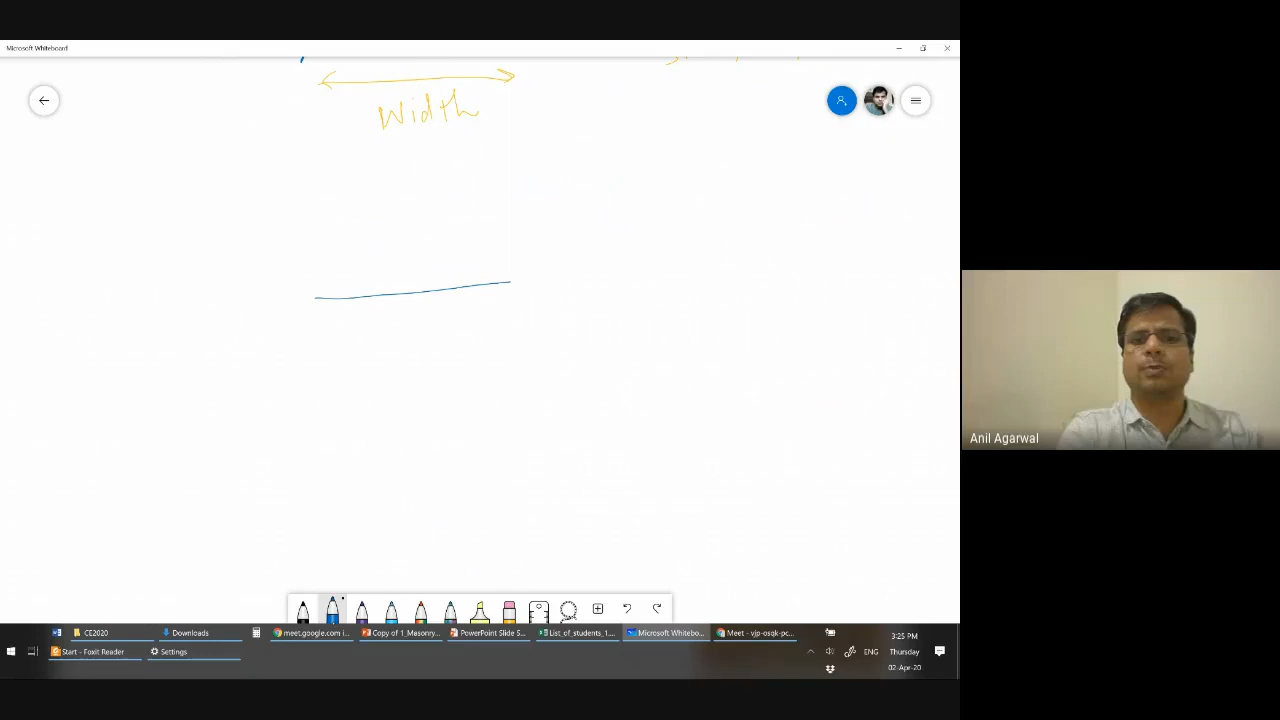 Microsoft Whiteboard
Width
Anil Agarwal
CE2020
Downloads
meet.google.com i...
Copy of 1_Masonry...
PowerPoint Slide S...
List_of_students_1....
Microsoft Whitebo...
Meet - vjp-osqk-pc...
3:25 PM
Start - Foxit Reader
Settings
ENG
Thursday
02-Apr-20